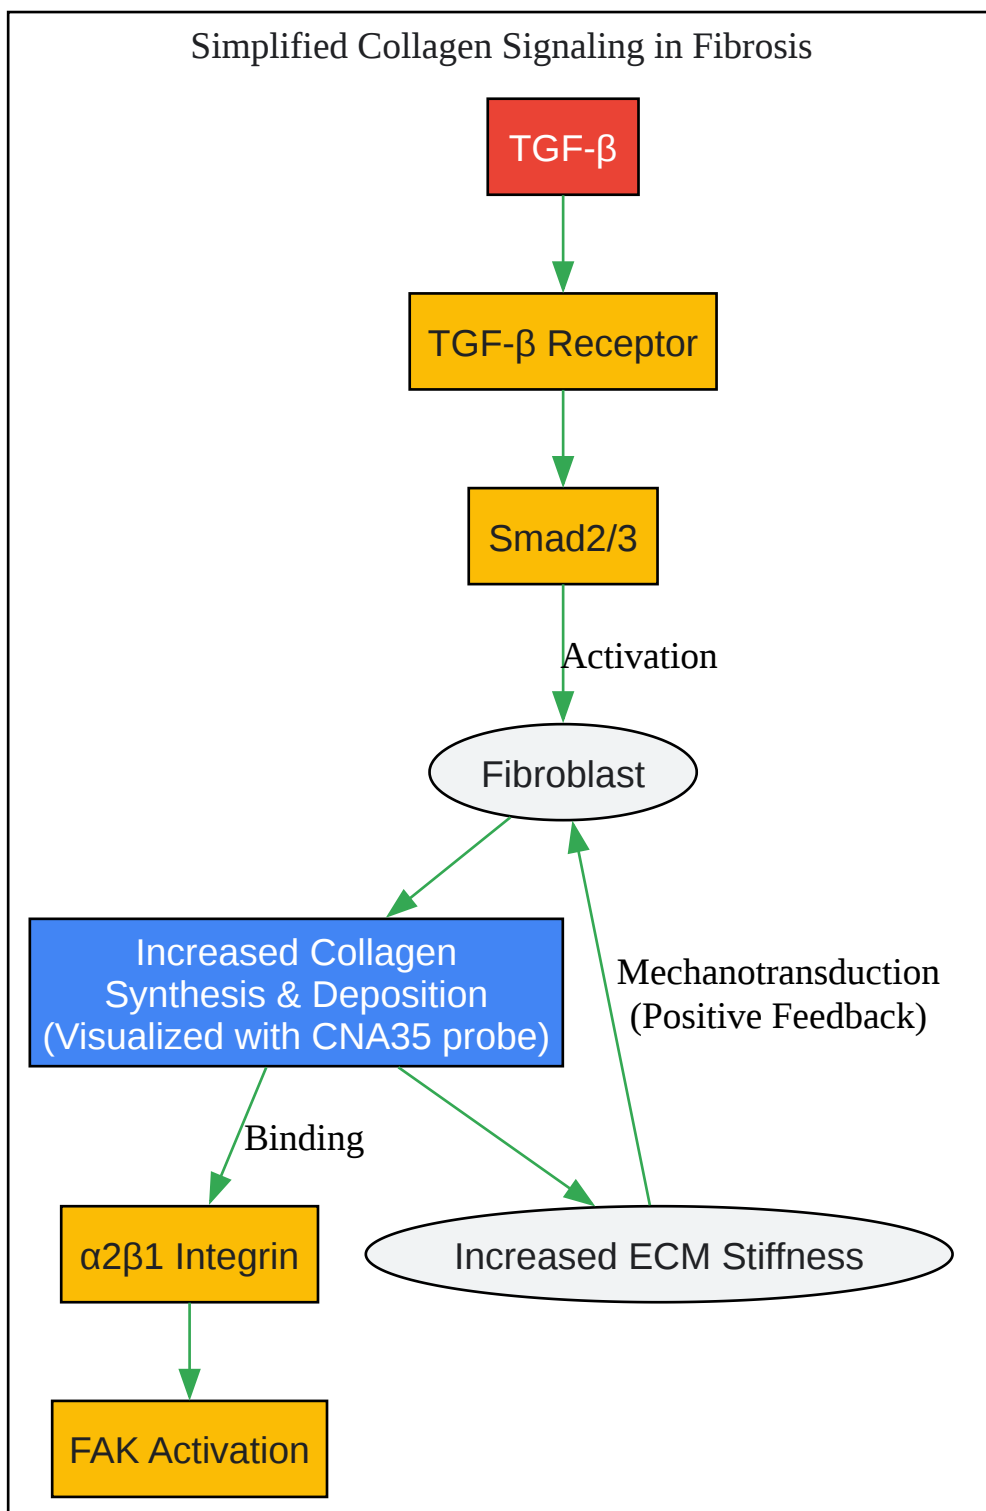 Simplified Collagen Signaling in Fibrosis
TGF-β
TGF-β Receptor
Smad2/3
Activation
Fibroblast
Increased Collagen
Synthesis & Deposition
(Visualized with CNA35 probe)
Mechanotransduction
(Positive Feedback)
Binding
α2β1 Integrin
Increased ECM Stiffness
FAK Activation